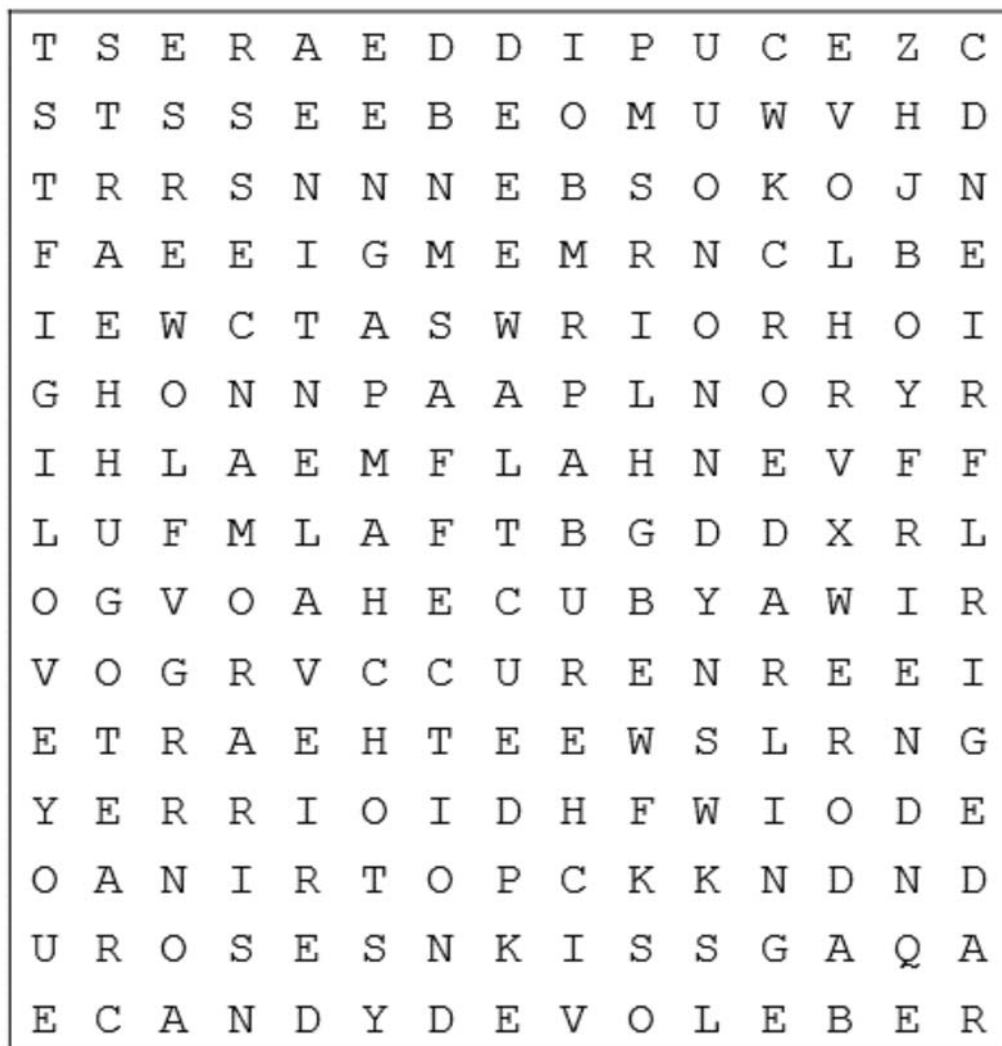 T S E R A E D D I P U C E Z C
S T S S E E B E O M U W V H D
T R R S N N N E B S O K O J N
F A E E I G M E M R N C L B E
I E W C T A S W R I O R H O I
G H O N N P A A P L N O R Y R
I H L A E M F L A H N E V F F
L U F M L A F T B G D D X R L
O G V O A H E C U B Y A W I R
V O G R V C C U R E N R E E I
E T R A E H T E E W S L R N G
Y E R R I O I D H F W I O D E
O A N I R T O P C K K N D N D
U R O S E S N K I S S G A Q A
E C A N D Y D E V O L E B E R